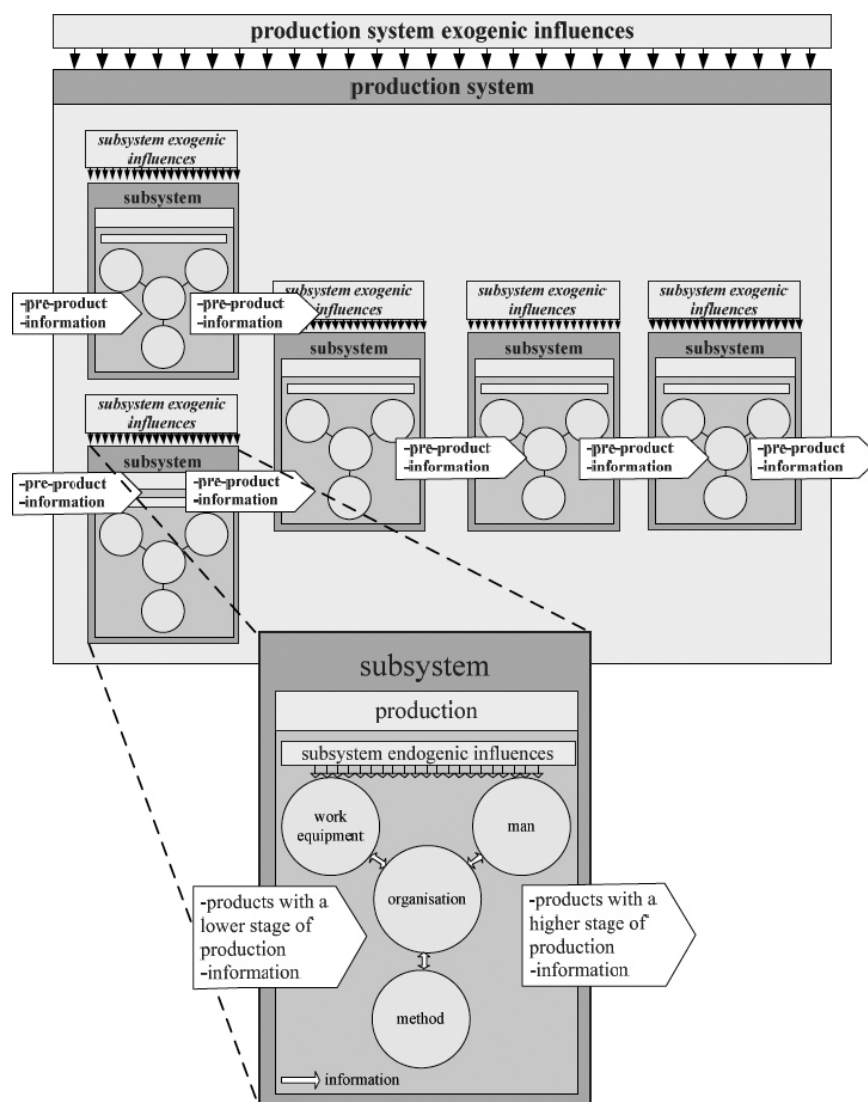 production system exogenic influences
production system
subsystem exogenic
influences
subsystem
-pre-product
-information
-pre-product
-information
subsystem exogenic
influences
subsystem
subsystem exogenic
influences
subsystem
subsystem exogenic
influences
subsystem
-pre-product
-information
-pre-product
-information
-pre-product
-information
subsystem exogenic
influences
subsystem
-pre-product
-information
-pre-product
-information
subsystem
production
subsystem endogenic influences
work
equipment
man
organisation
-products with a
lower stage of
production
-information
-products with a
higher stage of
production
-information
method
information